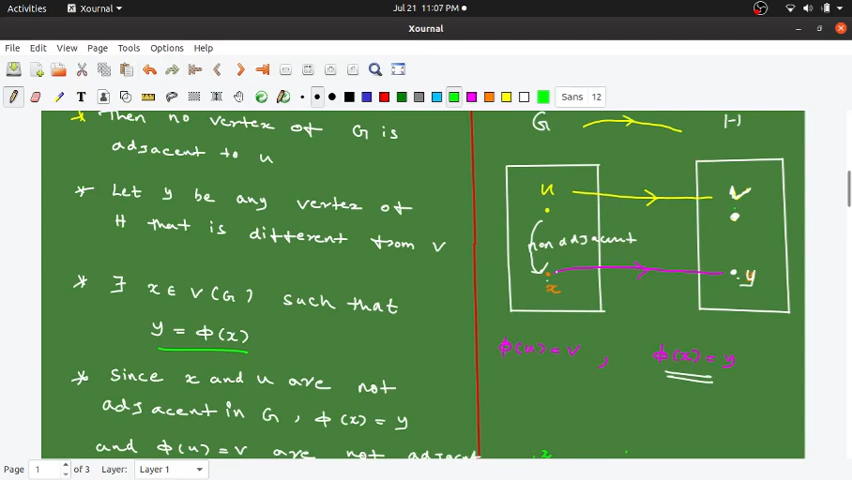 Activities Xournal Jul 21 11:07 PM
Xournal
File Edit View Page Tools Options Help
Sans 12
Then no vertex of G is
adjacent to u
* Let y be any vertex of
H that is different from v
* ∃ x ∈ V(G) such that
y = φ(x)
* Since x and u are not
adjacent in G, φ(x) = y
and φ(u) = v are not adjacent
G H
u v
non adjacent
x y
φ(u) = v , φ(x) = y
Page 1 of 3 Layer: Layer 1